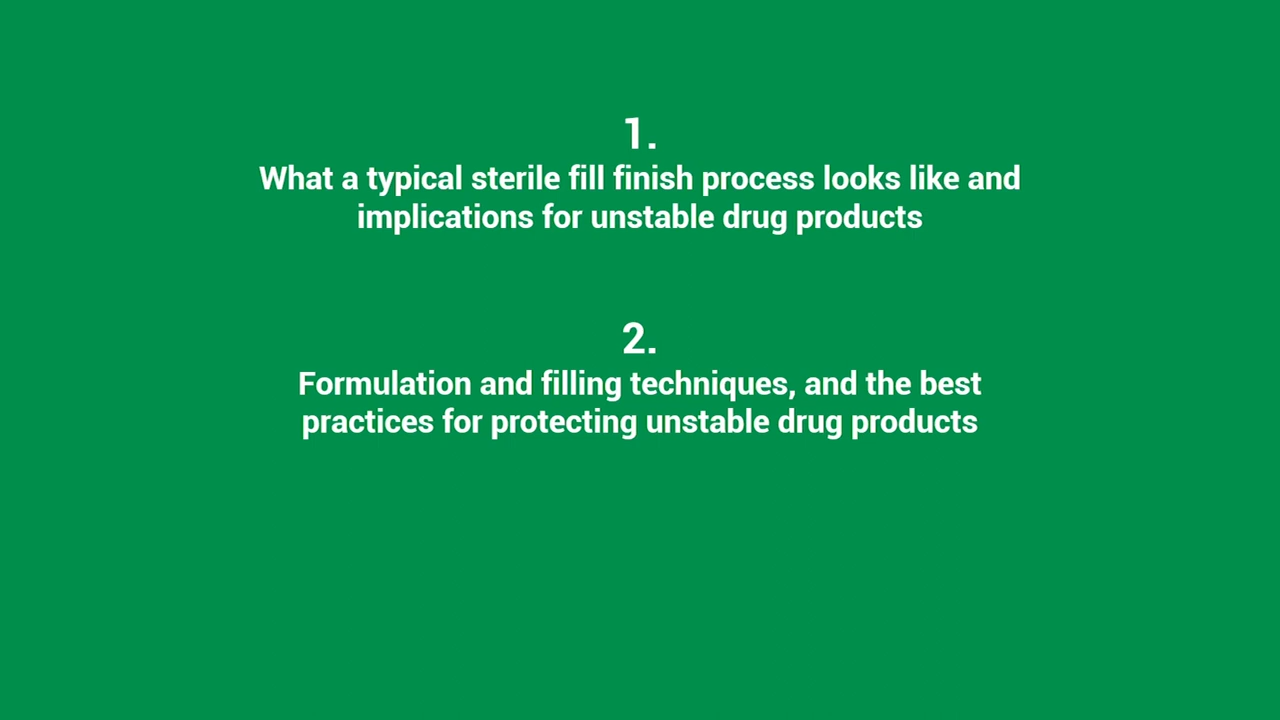 1.
What a typical sterile fill finish process looks like and
implications for unstable drug products
2.
Formulation and filling techniques, and the best
practices for protecting unstable drug products